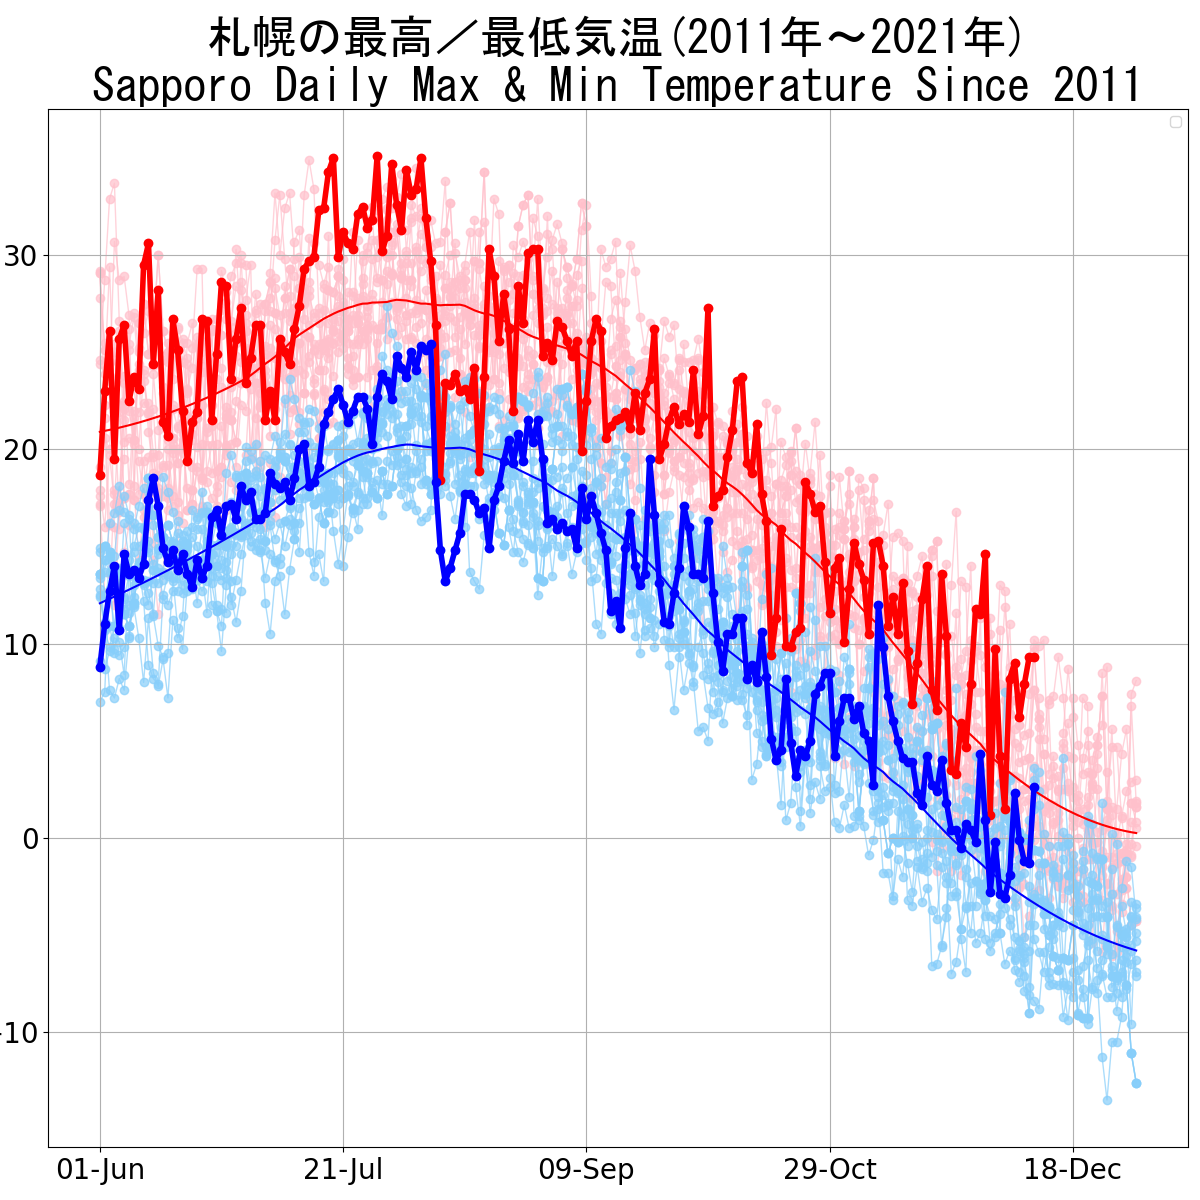 札幌の最高／最低気温(2011年～2021年)
Sapporo Daily Max & Min Temperature Since 2011
30
20
10
0
-10
01-Jun
21-Jul
09-Sep
29-Oct
18-Dec